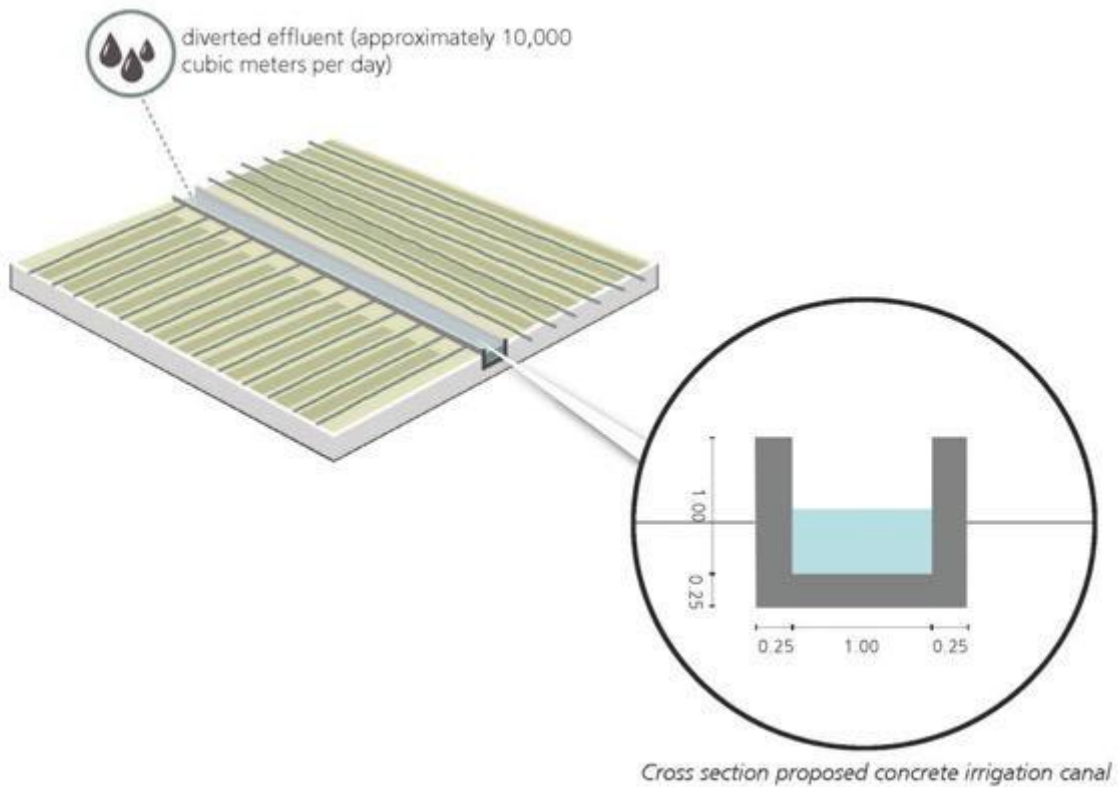 diverted effluent (approximately 10,000
cubic meters per day)
1.00
0.25
0.25
1.00
0.25
Cross section proposed concrete irrigation canal